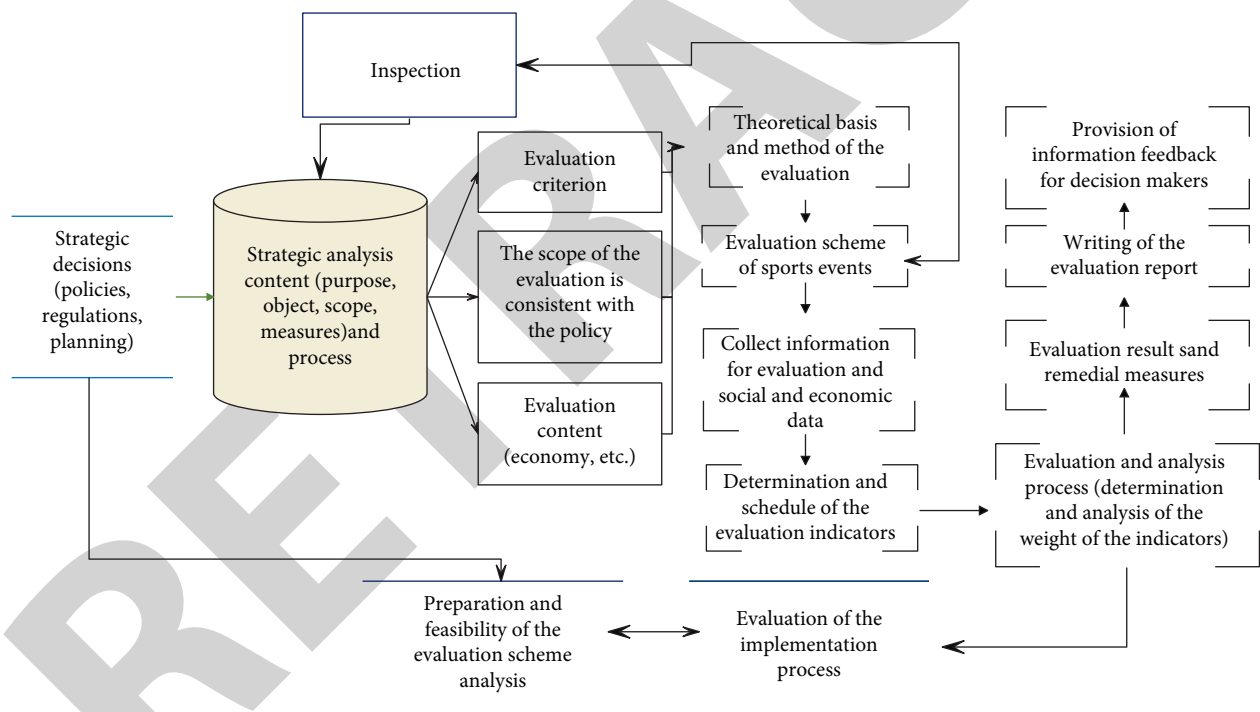 Inspection
Strategic
decisions
(policies,
regulations,
planning)
Strategic analysis
content (purpose,
object, scope,
measures)and
process
Evaluation
criterion
The scope of the
evaluation is
consistent with
the policy
Evaluation
content
(economy, etc.)
Theoretical basis
and method of the
evaluation
Evaluation scheme
of sports events
Collect information
for evaluation and
social and economic
data
Determination and
schedule of the
evaluation indicators
Provision of
information feedback
for decision makers
Writing of the
evaluation report
Evaluation result sand
remedial measures
Evaluation and analysis
process (determination
and analysis of the
weight of the indicators)
Preparation and
feasibility of the
evaluation scheme
analysis
Evaluation of the
implementation
process
RETRAC